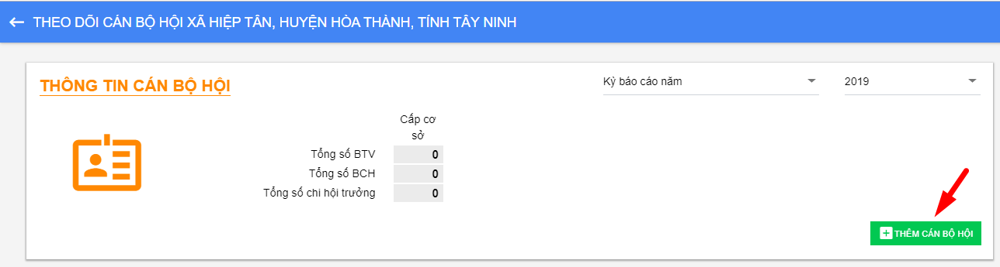 THEO DÕI CÁN BỘ HỘI XÃ HIỆP TÂN, HUYỆN HÒA THÀNH, TỈNH TÂY NINH
THÔNG TIN CÁN BỘ HỘI
Kỳ báo cáo năm
2019
Cấp cơ
sở
Tổng số BTV 0
Tổng số BCH 0
Tổng số chi hội trưởng 0
THÊM CÁN BỘ HỘI